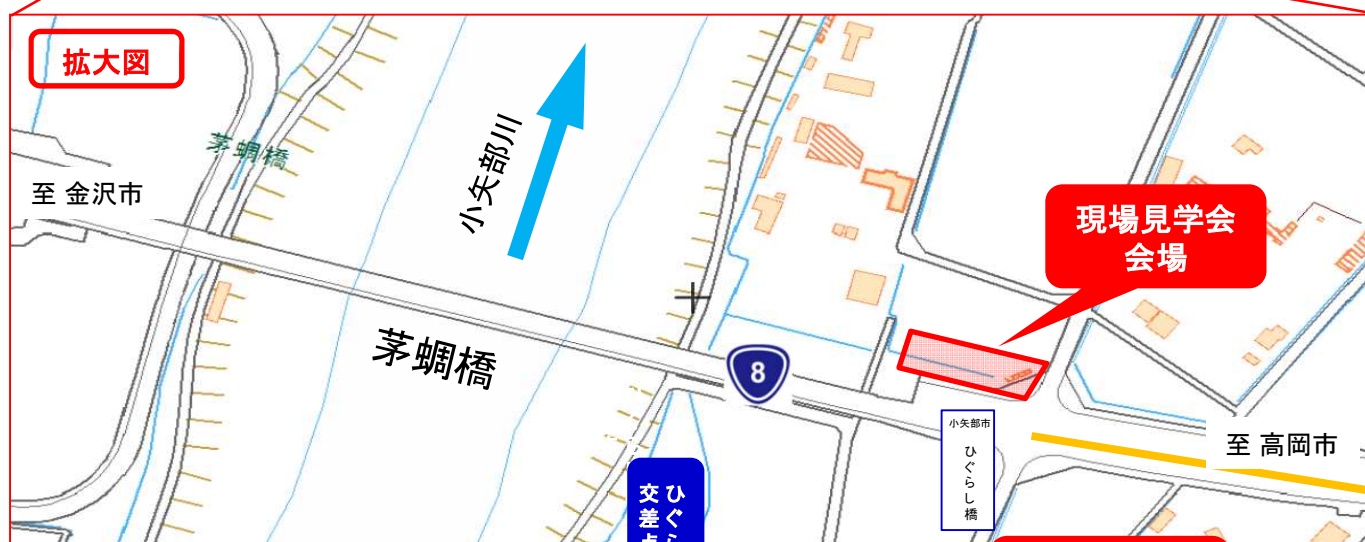 拡大図
茅蜩橋
至 金沢市
小矢部川
現場見学会
会場
茅蜩橋
8
小矢部市
ひぐらし橋
至 高岡市
ひぐら
交差